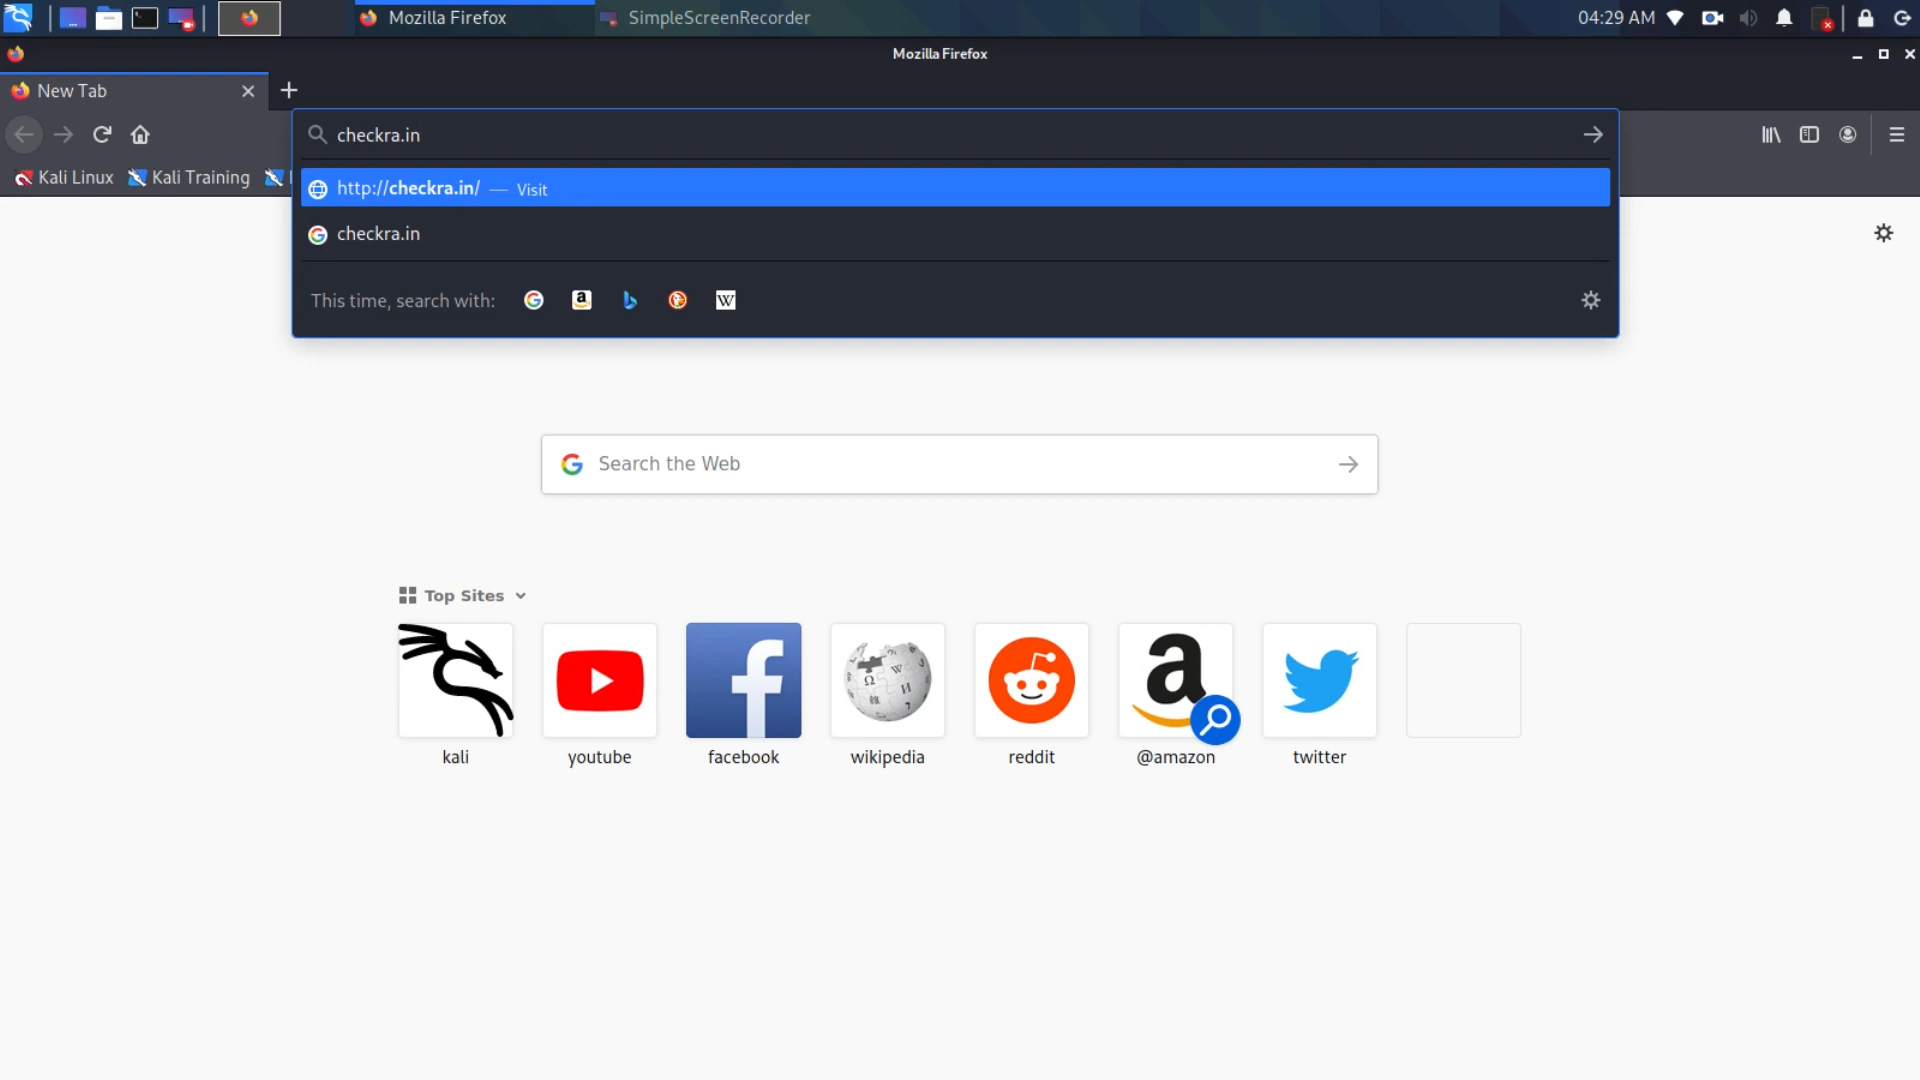 Mozilla Firefox
SimpleScreenRecorder
04:29 AM
Mozilla Firefox
New Tab
checkra.in
Kali Linux
Kali Training
http://checkra.in/ — Visit
checkra.in
This time, search with:
Search the Web
Top Sites
kali
youtube
facebook
wikipedia
reddit
@amazon
twitter